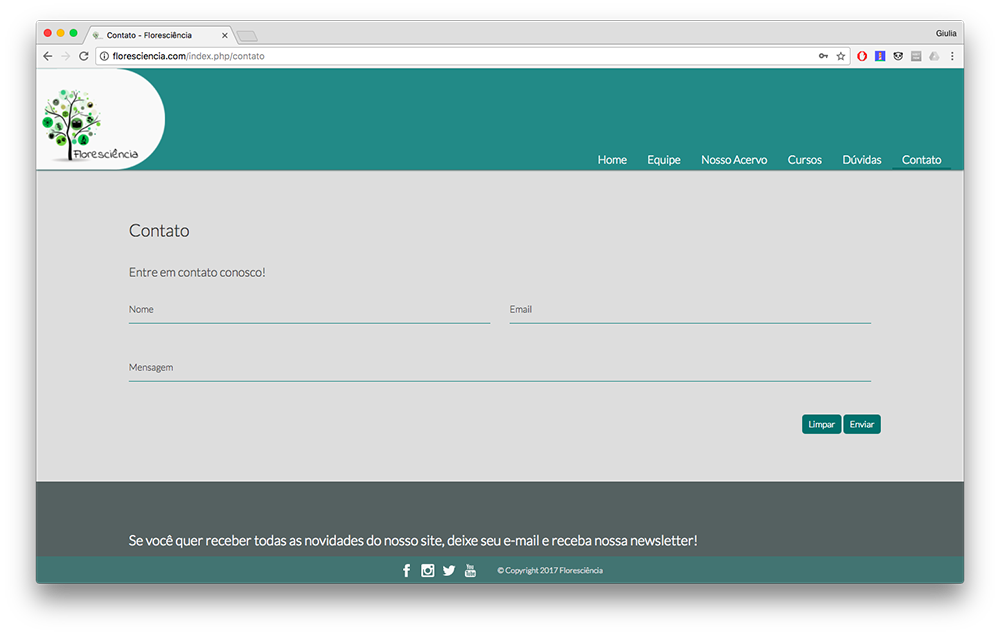 Contato - Floresciência
Giulia
floresciencia.com/index.php/contato
Floresciência
Home Equipe Nosso Acervo Cursos Dúvidas Contato
Contato
Entre em contato conosco!
Nome Email
Mensagem
Limpar Enviar
Se você quer receber todas as novidades do nosso site, deixe seu e-mail e receba nossa newsletter!
You Tube © Copyright 2017 Floresciência